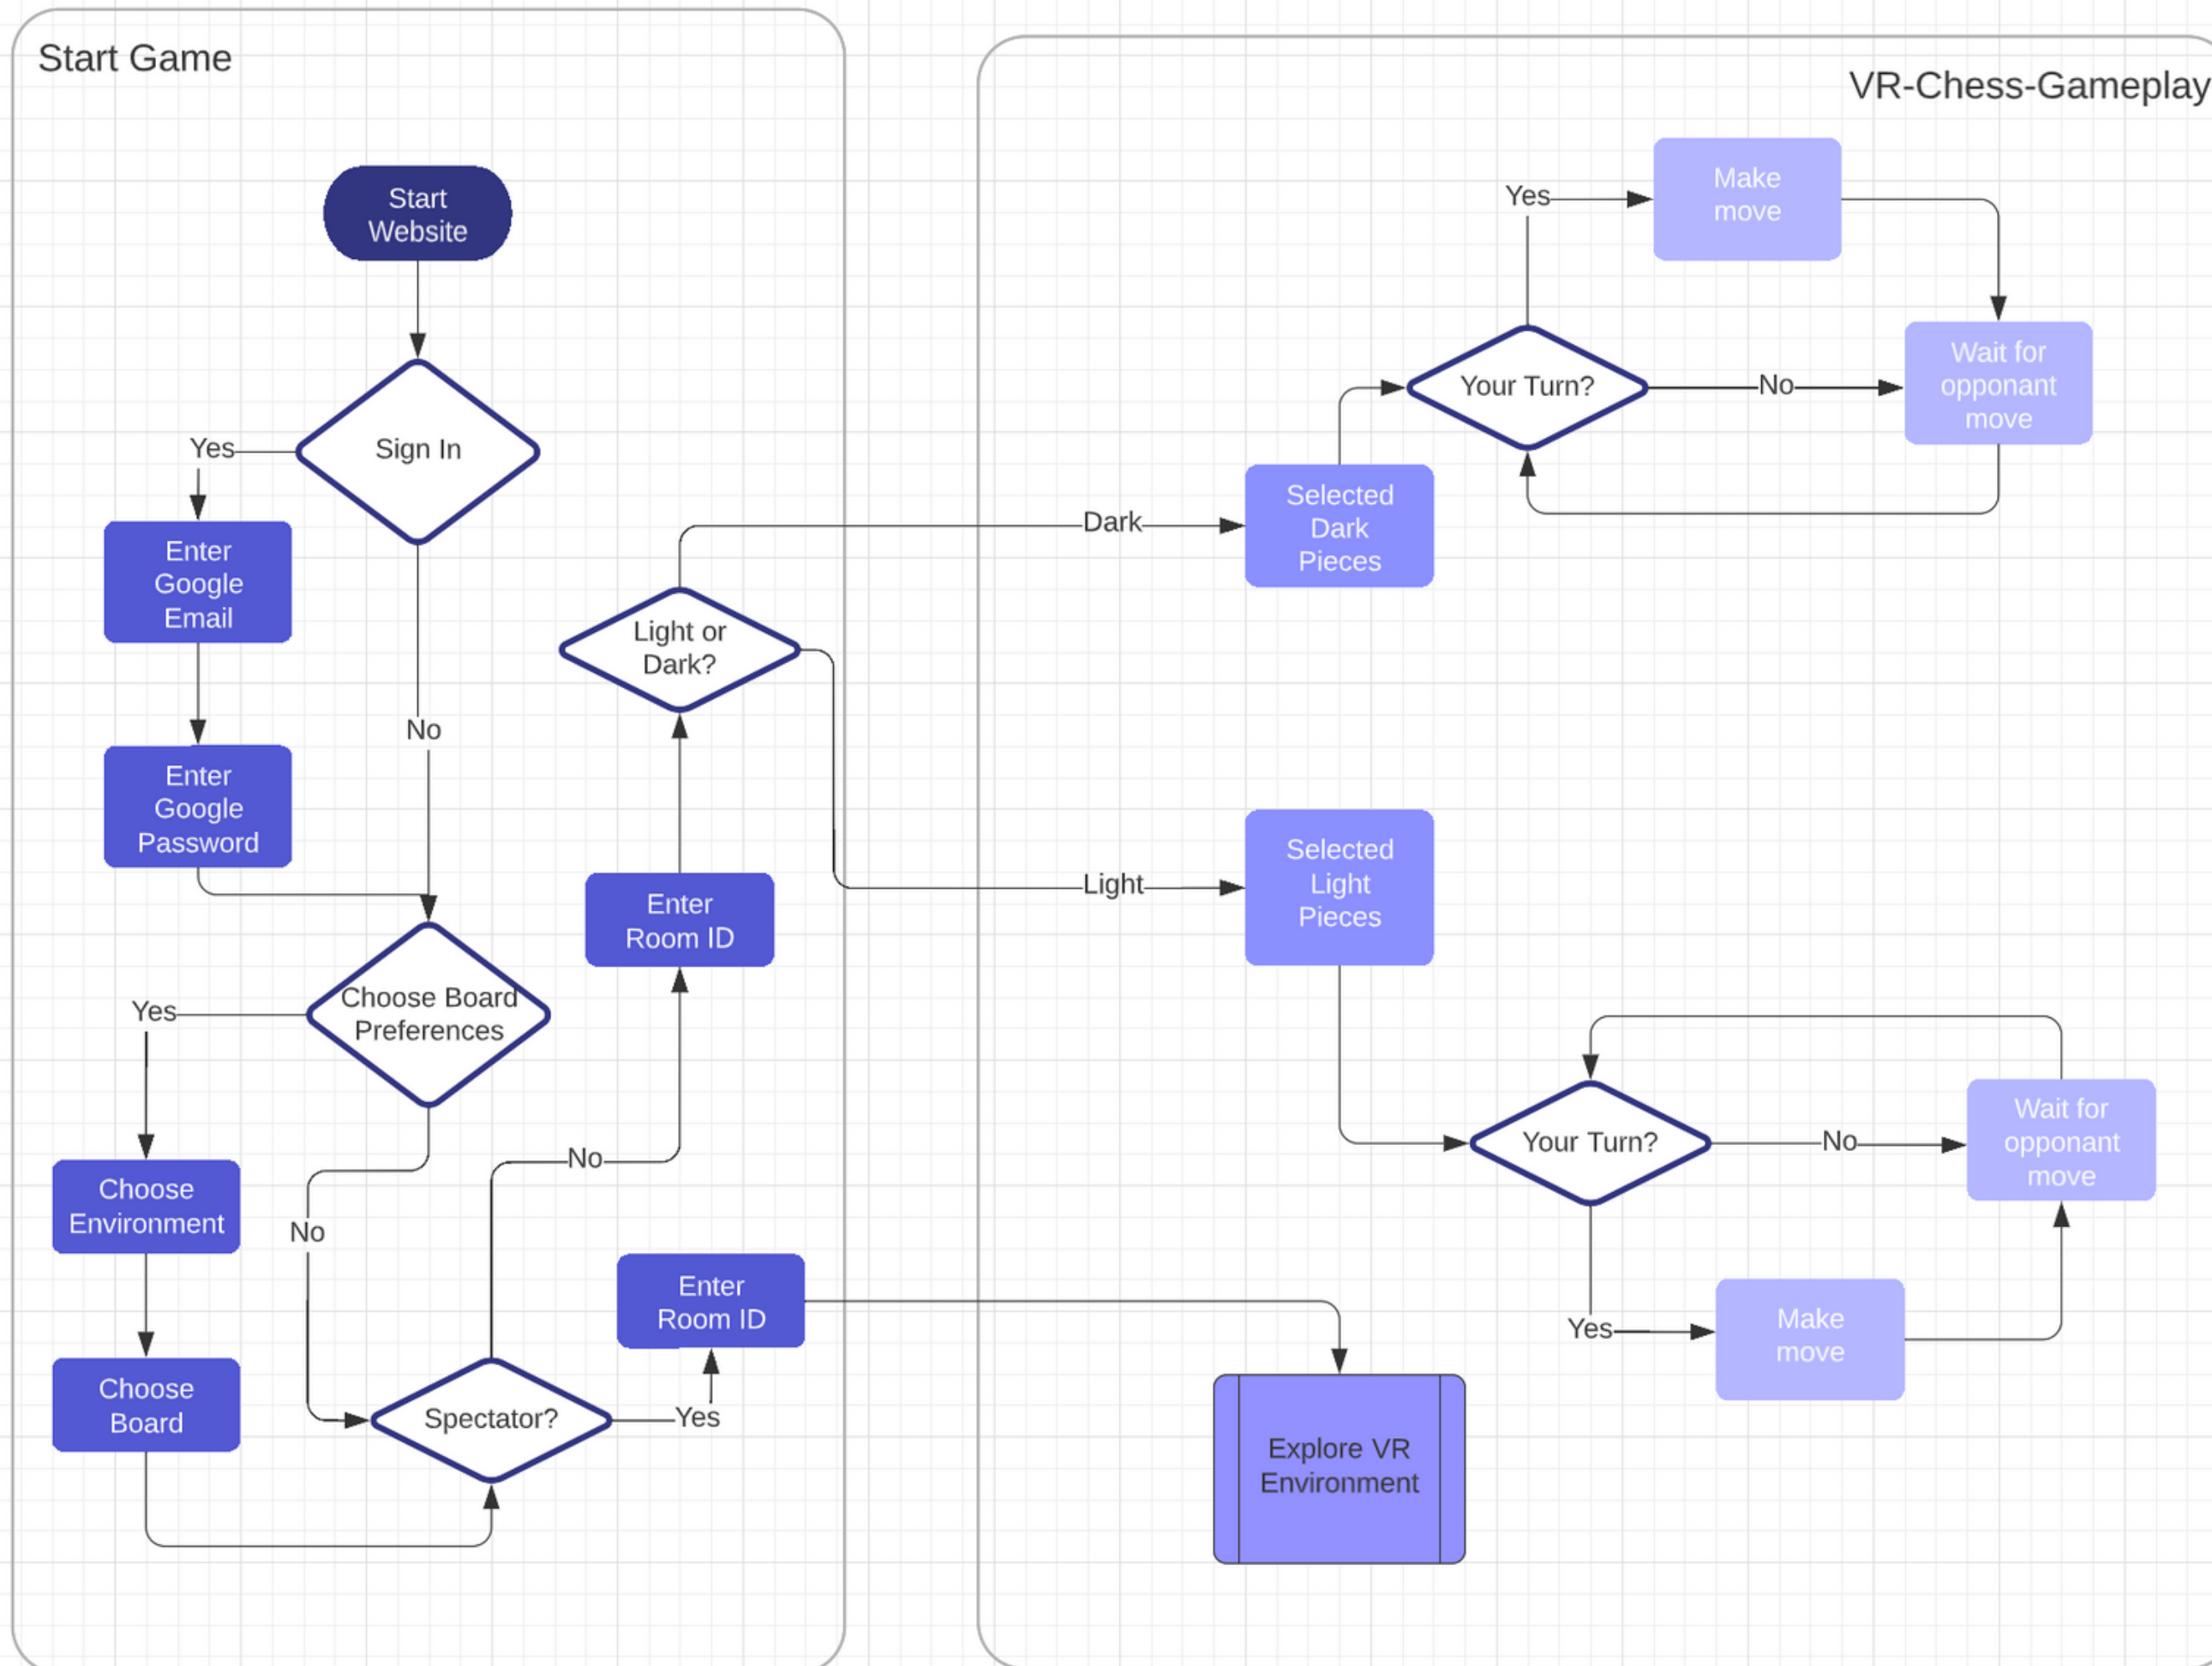 Start Game
Start
Website
Sign In
Yes
Enter
Google
Email
No
Enter
Google
Password
Choose Board
Preferences
Yes
Choose
Environment
No
Choose
Board
Spectator?
No
Yes
Enter
Room ID
Enter
Room ID
Light or
Dark?
Dark
Light
VR-Chess-Gameplay
Selected
Dark
Pieces
Your Turn?
Yes
Make
move
No
Wait for
opponant
move
Selected
Light
Pieces
Your Turn?
No
Wait for
opponant
move
Yes
Make
move
Explore VR
Environment